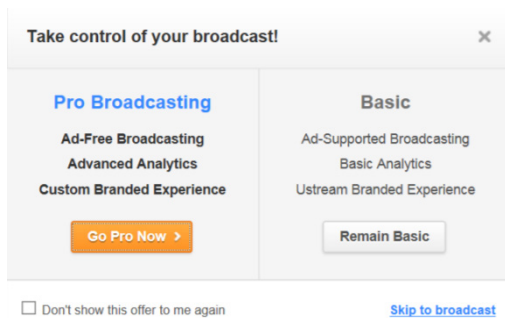 Take control of your broadcast!
Pro Broadcasting
Ad-Free Broadcasting
Advanced Analytics
Custom Branded Experience
Go Pro Now >
Basic
Ad-Supported Broadcasting
Basic Analytics
Ustream Branded Experience
Remain Basic
Don't show this offer to me again
Skip to broadcast